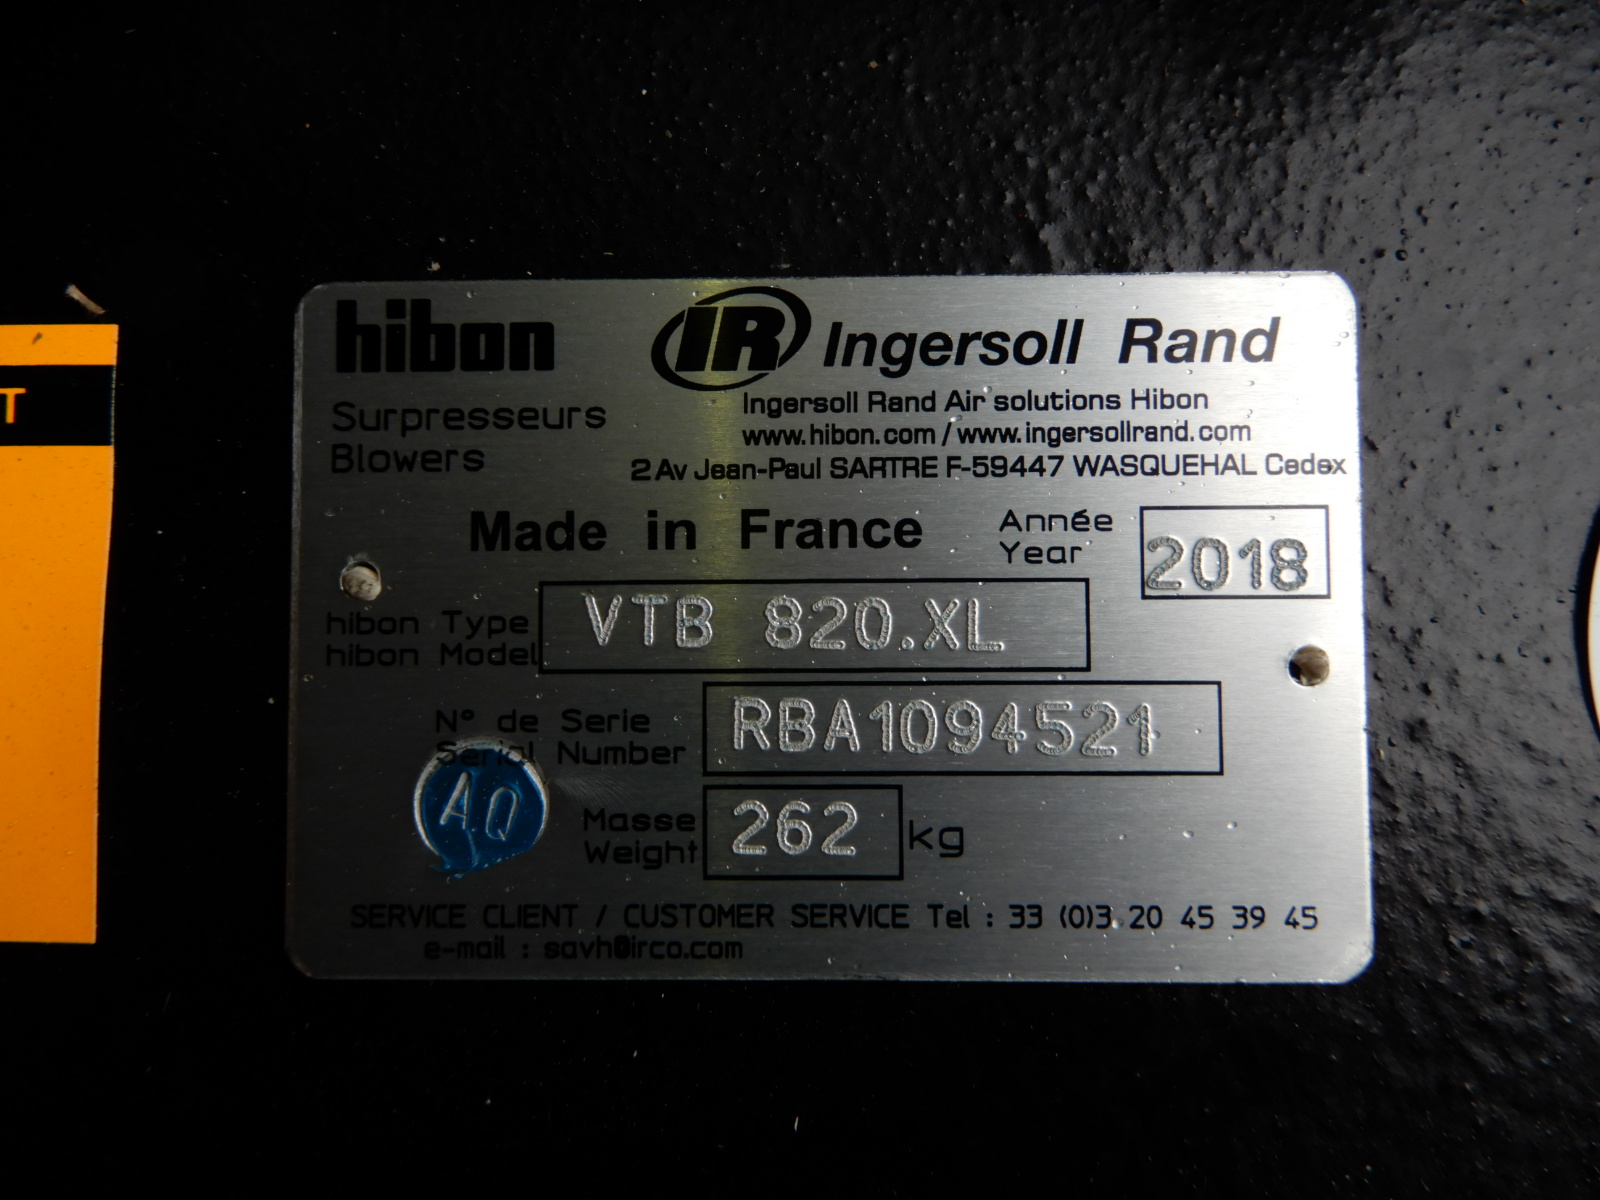 T
hibon
IR Ingersoll Rand
Surpresseurs
Blowers
Ingersoll Rand Air solutions Hibon
www.hibon.com / www.ingersollrand.com
2 Av Jean-Paul SARTRE F-59447 WASQUEHAL Cedex
Made in France
Année
Year
2018
hibon Type
hibon Model
VTB 820.XL
N° de Serie
Serial Number
RBA1094521
AQ
Masse
Weight
262 kg
SERVICE CLIENT / CUSTOMER SERVICE Tel : 33 (0)3 20 45 39 45
e-mail : savh@irco.com